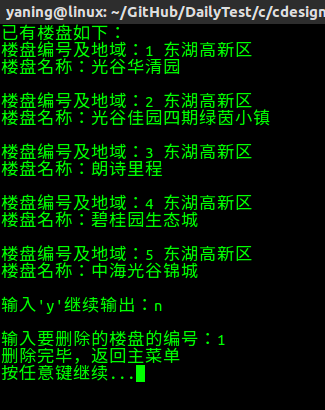 yaning@linux: ~/GitHub/DailyTest/c/cdesign
已有楼盘如下：
楼盘编号及地域：1 东湖高新区
楼盘名称：光谷华清园
楼盘编号及地域：2 东湖高新区
楼盘名称：光谷佳园四期绿茵小镇
楼盘编号及地域：3 东湖高新区
楼盘名称：朗诗里程
楼盘编号及地域：4 东湖高新区
楼盘名称：碧桂园生态城
楼盘编号及地域：5 东湖高新区
楼盘名称：中海光谷锦城
输入'y'继续输出：n
输入要删除的楼盘的编号：1
删除完毕，返回主菜单
按任意键继续...